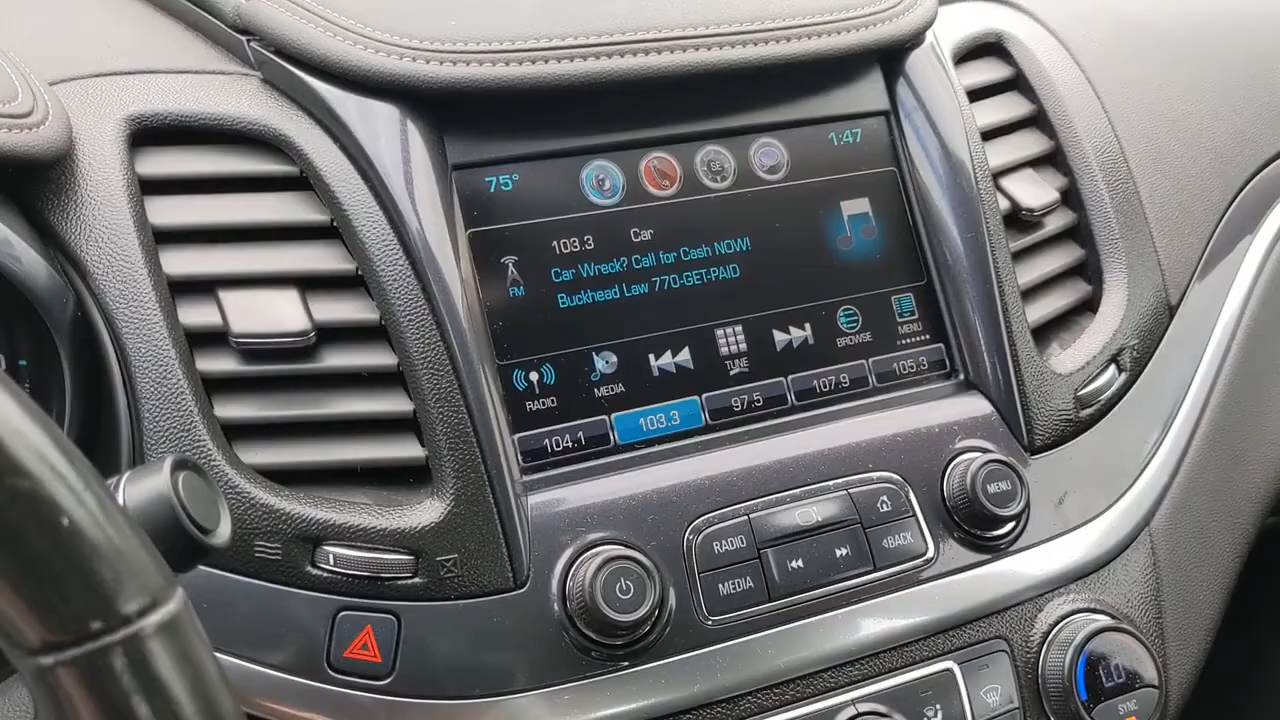 75°
SE
1:47
103.3 Car
FM
Car Wreck? Call for Cash NOW!
Buckhead Law 770-GET-PAID
RADIO
MEDIA
TUNE
BROWSE
MENU
104.1
103.3
97.5
107.9
105.3
MENU
RADIO
MEDIA
BACK
LO
SYNC